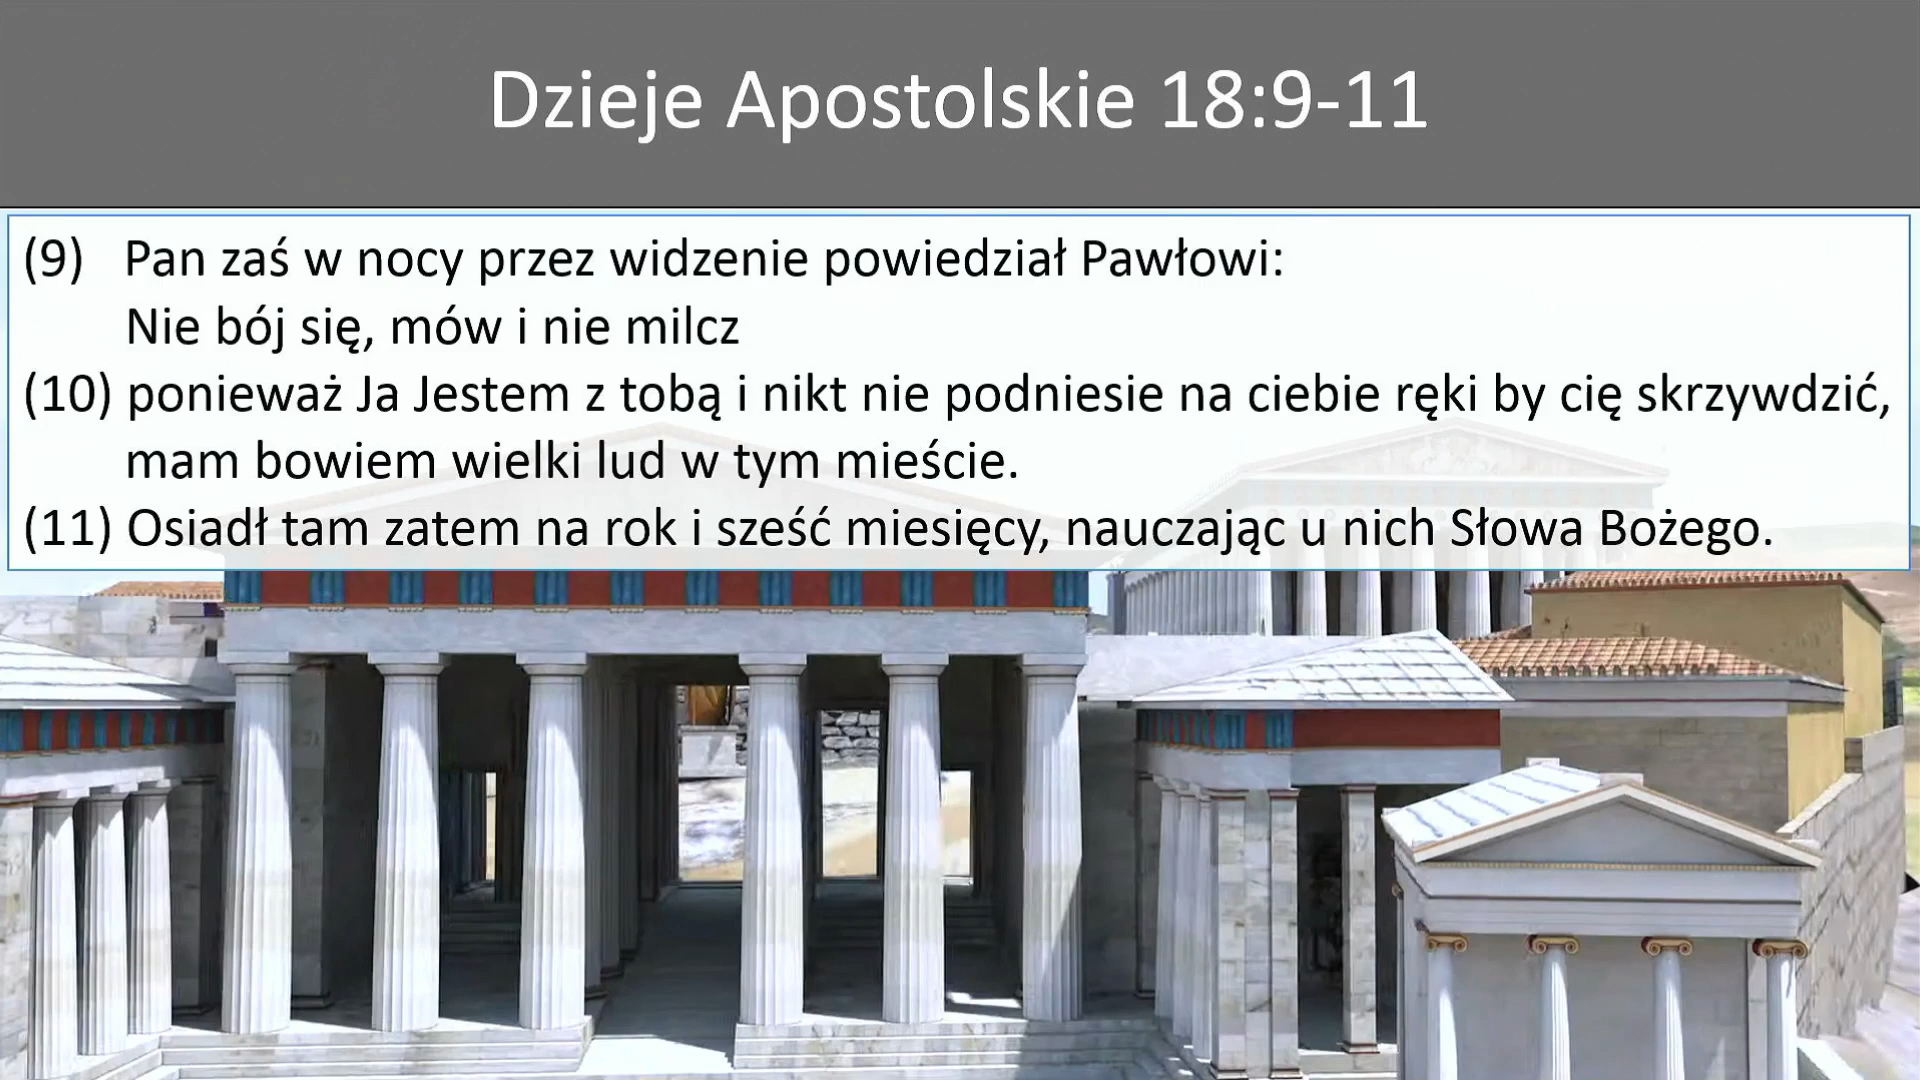 Dzieje Apostolskie 18:9-11
(9) Pan zaś w nocy przez widzenie powiedział Pawłowi:
Nie bój się, mów i nie milcz
(10) ponieważ Ja Jestem z tobą i nikt nie podniesie na ciebie ręki by cię skrzywdzić,
mam bowiem wielki lud w tym mieście.
(11) Osiadł tam zatem na rok i sześć miesięcy, nauczając u nich Słowa Bożego.